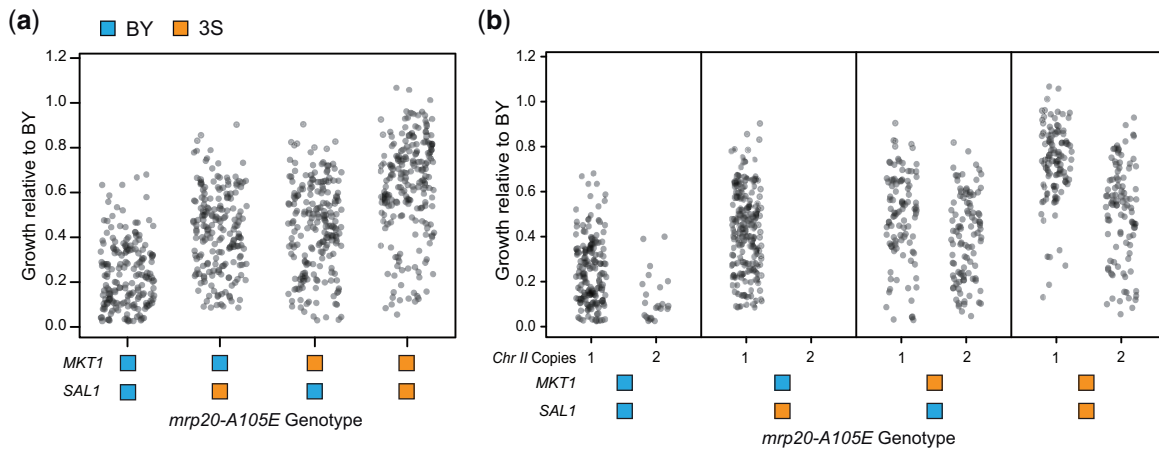 (a)
BY 3S
Growth relative to BY
1.2
1.0
0.8
0.6
0.4
0.2
0.0
MKT1
SAL1
mrp20-A105E Genotype
(b)
Growth relative to BY
1.2
1.0
0.8
0.6
0.4
0.2
0.0
Chr II Copies 1 2 1 2 1 2 1 2
MKT1
SAL1
mrp20-A105E Genotype